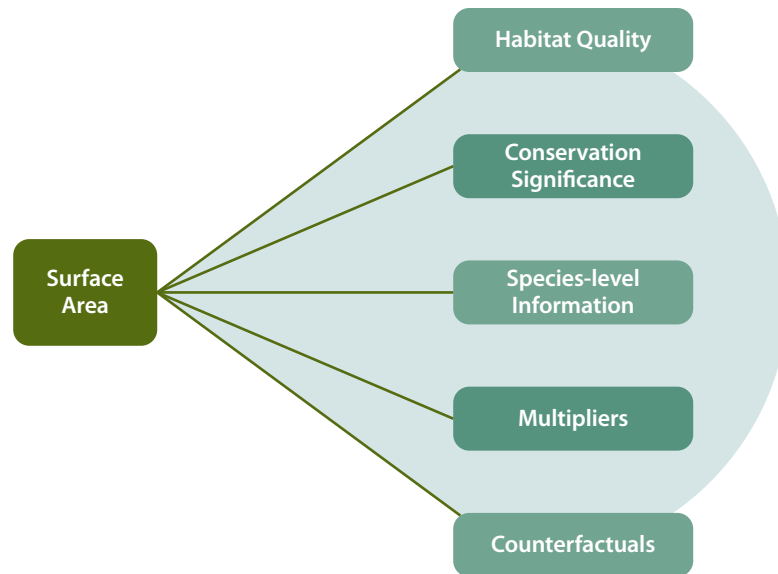 Habitat Quality
Conservation
Significance
Surface
Area
Species-level
Information
Multipliers
Counterfactuals